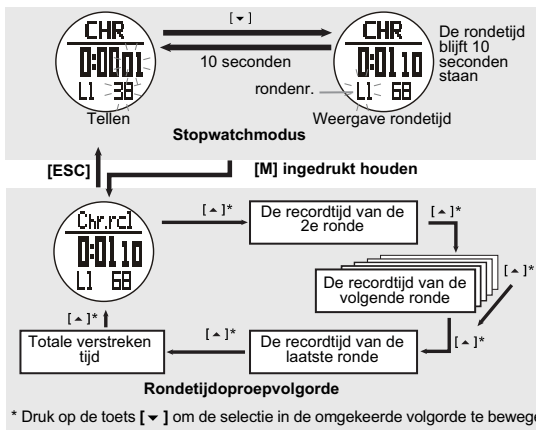 [ ▾ ]
CHR
0:00 01
L1 38
Tellen
10 seconden
rondenr.
CHR
0:01 10
L1 68
Weergave rondetijd
De rondetijd
blijft 10
seconden
staan
Stopwatchmodus
[ESC]
[M] ingedrukt houden
Chr.rcl
0:01 10
L1 68
[ ▴ ]*
De recordtijd van de
2e ronde
[ ▴ ]*
De recordtijd van de
volgende ronde
[ ▴ ]*
[ ▴ ]*
De recordtijd van de
laatste ronde
[ ▴ ]*
Totale verstreken
tijd
[ ▴ ]*
Rondetijdoproepvolgorde
* Druk op de toets [ ▾ ] om de selectie in de omgekeerde volgorde te bewege